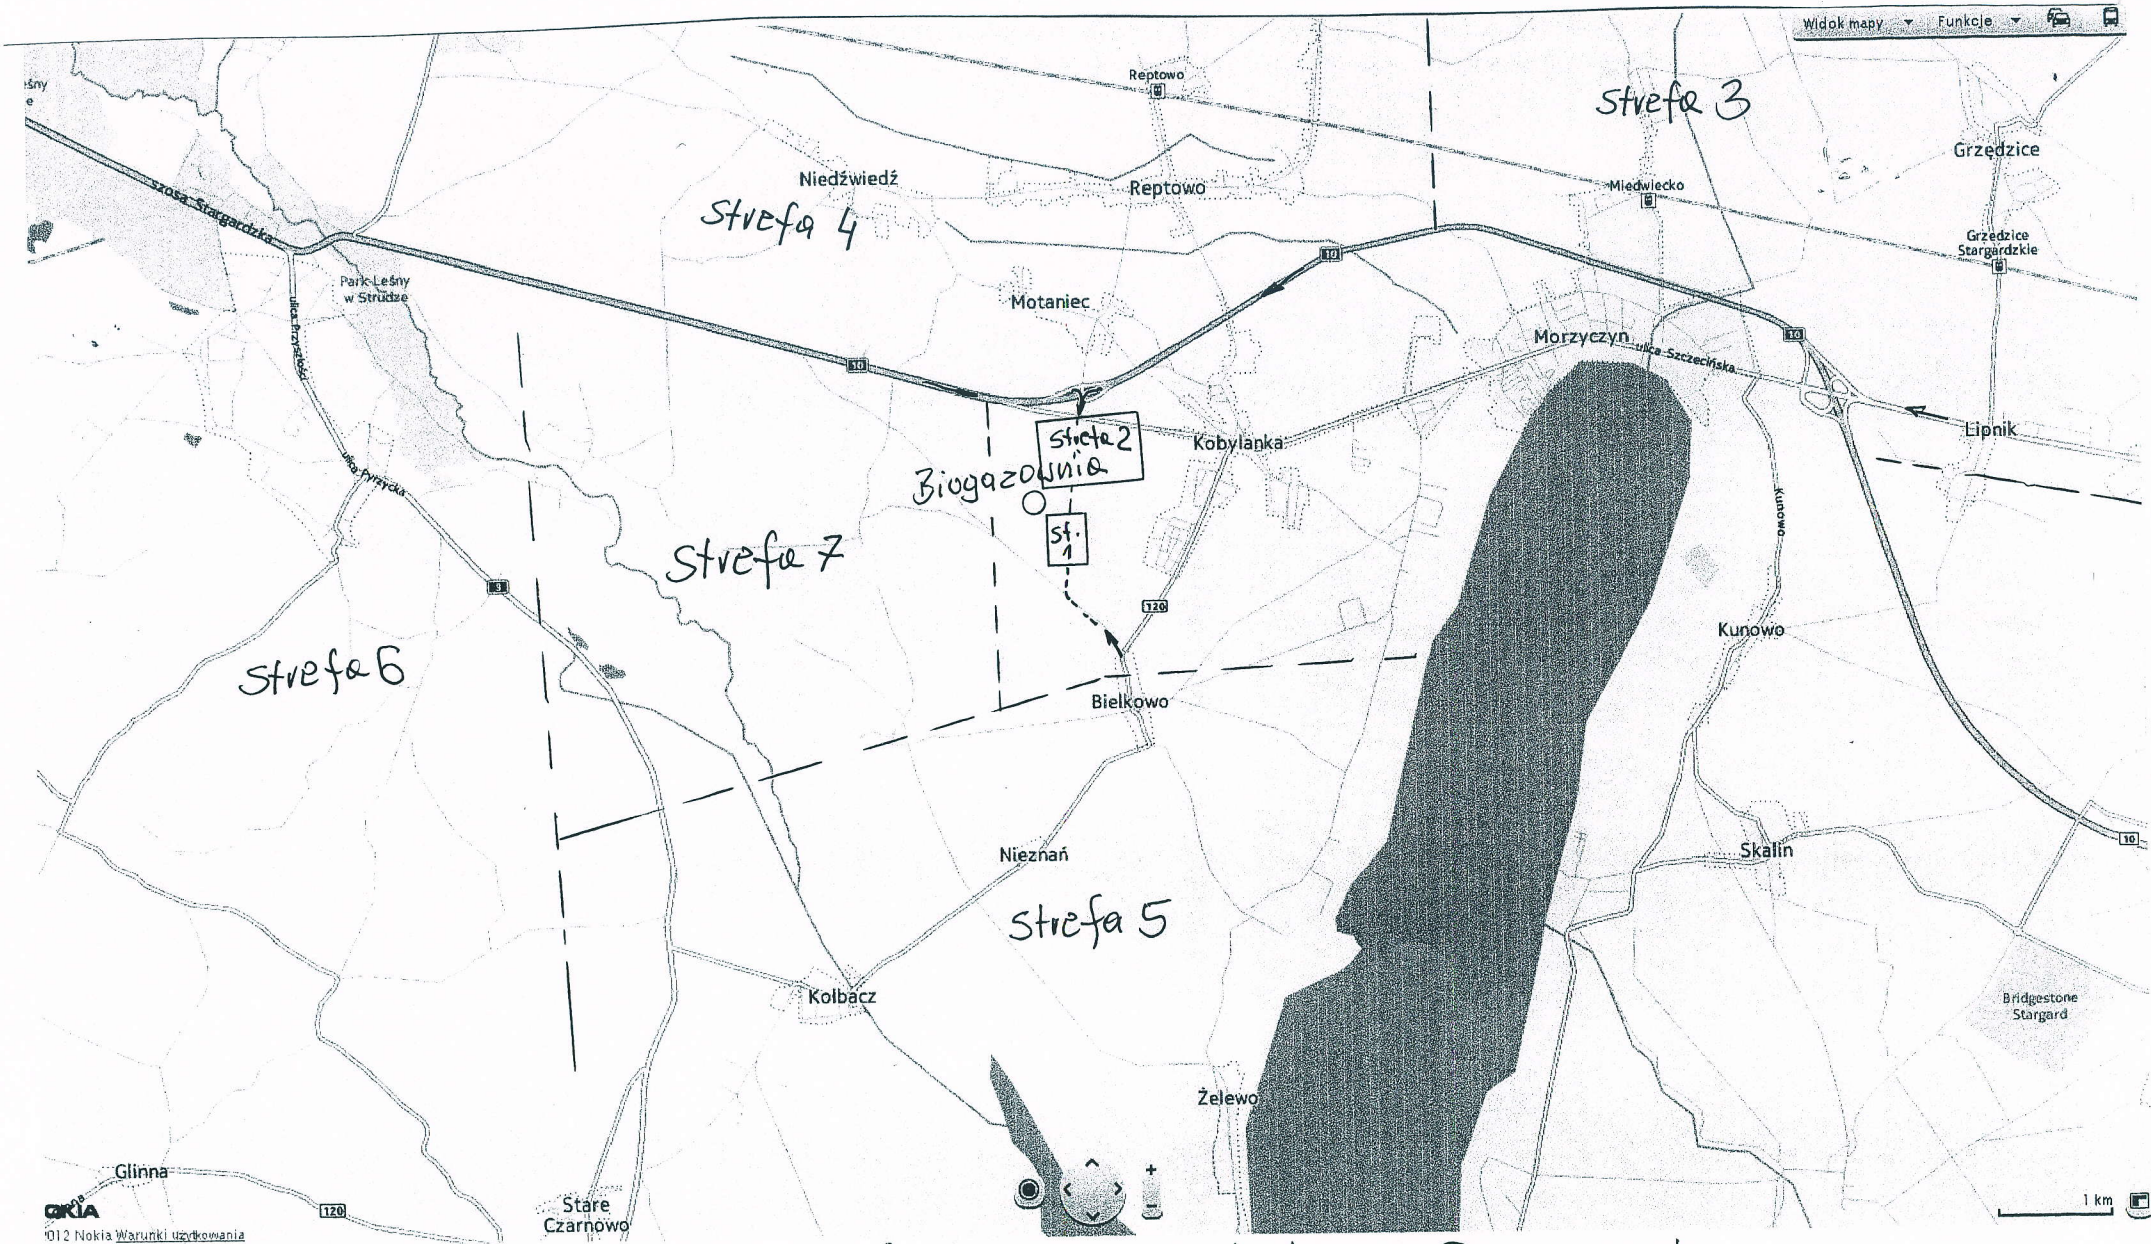 Widok mapy Funkcje
Reptowo
Strefa 3
Grzędzice
Niedźwiedź
Reptowo
Miedwiecko
szosa Stargardzka
Strefa 4
Grzędzice
Stargardzkie
10
Park Leśny
w Strudze
Motaniec
ulica Przyszłości
Morzyczyn
ulica Szczecińska
10
10
Lipnik
Strefa 2
Kobylanka
Biogazownia
ulica Pyrzycka
Kunowo
st.
1
Strefa 7
3
120
Kunowo
Strefa 6
Bielkowo
10
Nieznań
Skalin
Strefa 5
Kołbacz
Bridgestone
Stargard
Żelewo
Glinna
120
Stare
Czarnowo
1 km
Nokia Warunki użytkowania